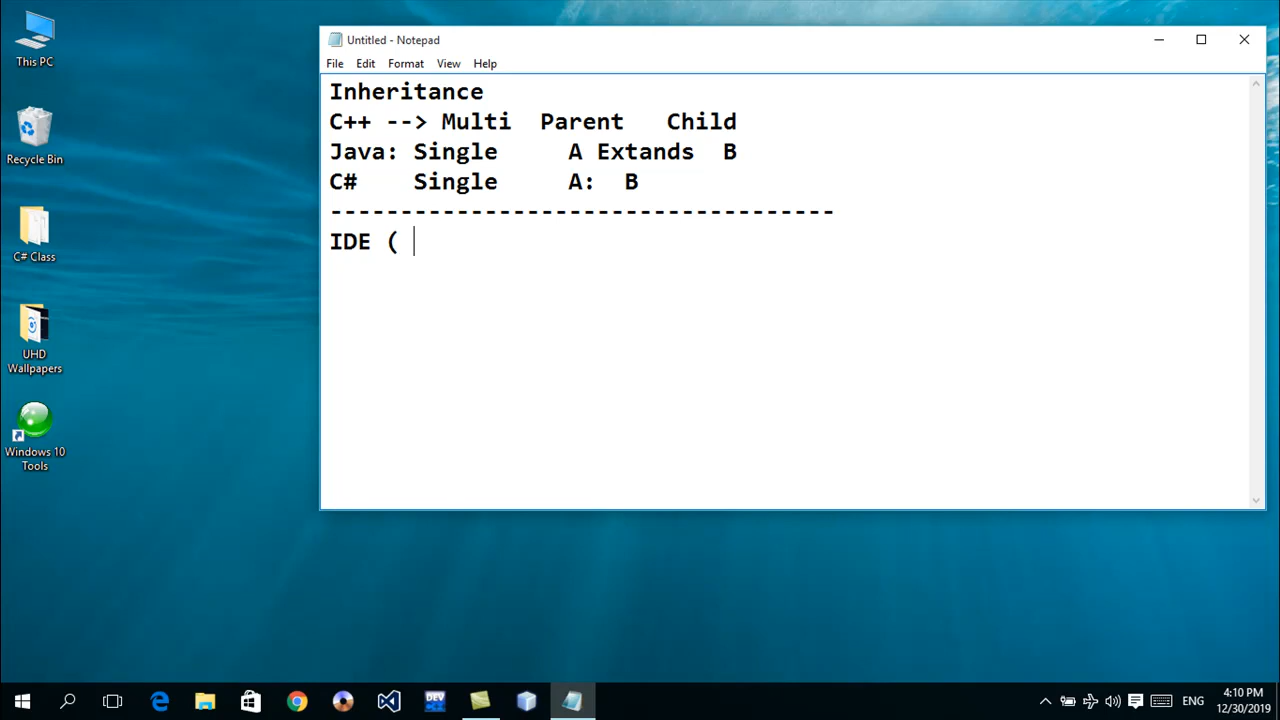 This PC
Recycle Bin
C# Class
UHD
Wallpapers
Windows 10
Tools
Untitled - Notepad
File Edit Format View Help
Inheritance
C++ --> Multi Parent Child
Java: Single A Extands B
C# Single A: B
------------------------------------
IDE (
DEV
ENG
4:10 PM
12/30/2019